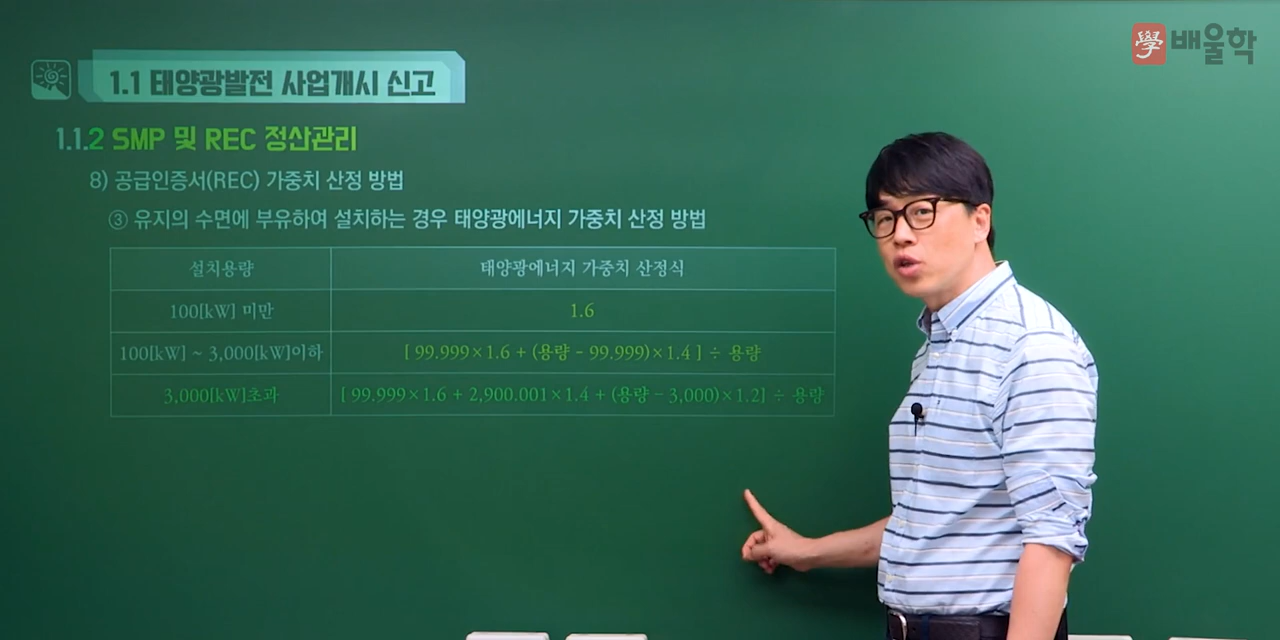 學 배울학
1.1 태양광발전 사업개시 신고
1.1.2 SMP 및 REC 정산관리
8) 공급인증서(REC) 가중치 산정 방법
③ 유지의 수면에 부유하여 설치하는 경우 태양광에너지 가중치 산정 방법
설치용량 태양광에너지 가중치 산정식
100[kW] 미만 1.6
100[kW] ~ 3,000[kW]이하 [ 99.999×1.6 + (용량 - 99.999)×1.4 ] ÷ 용량
3,000[kW]초과 [ 99.999×1.6 + 2,900.001×1.4 + (용량 - 3,000)×1.2] ÷ 용량